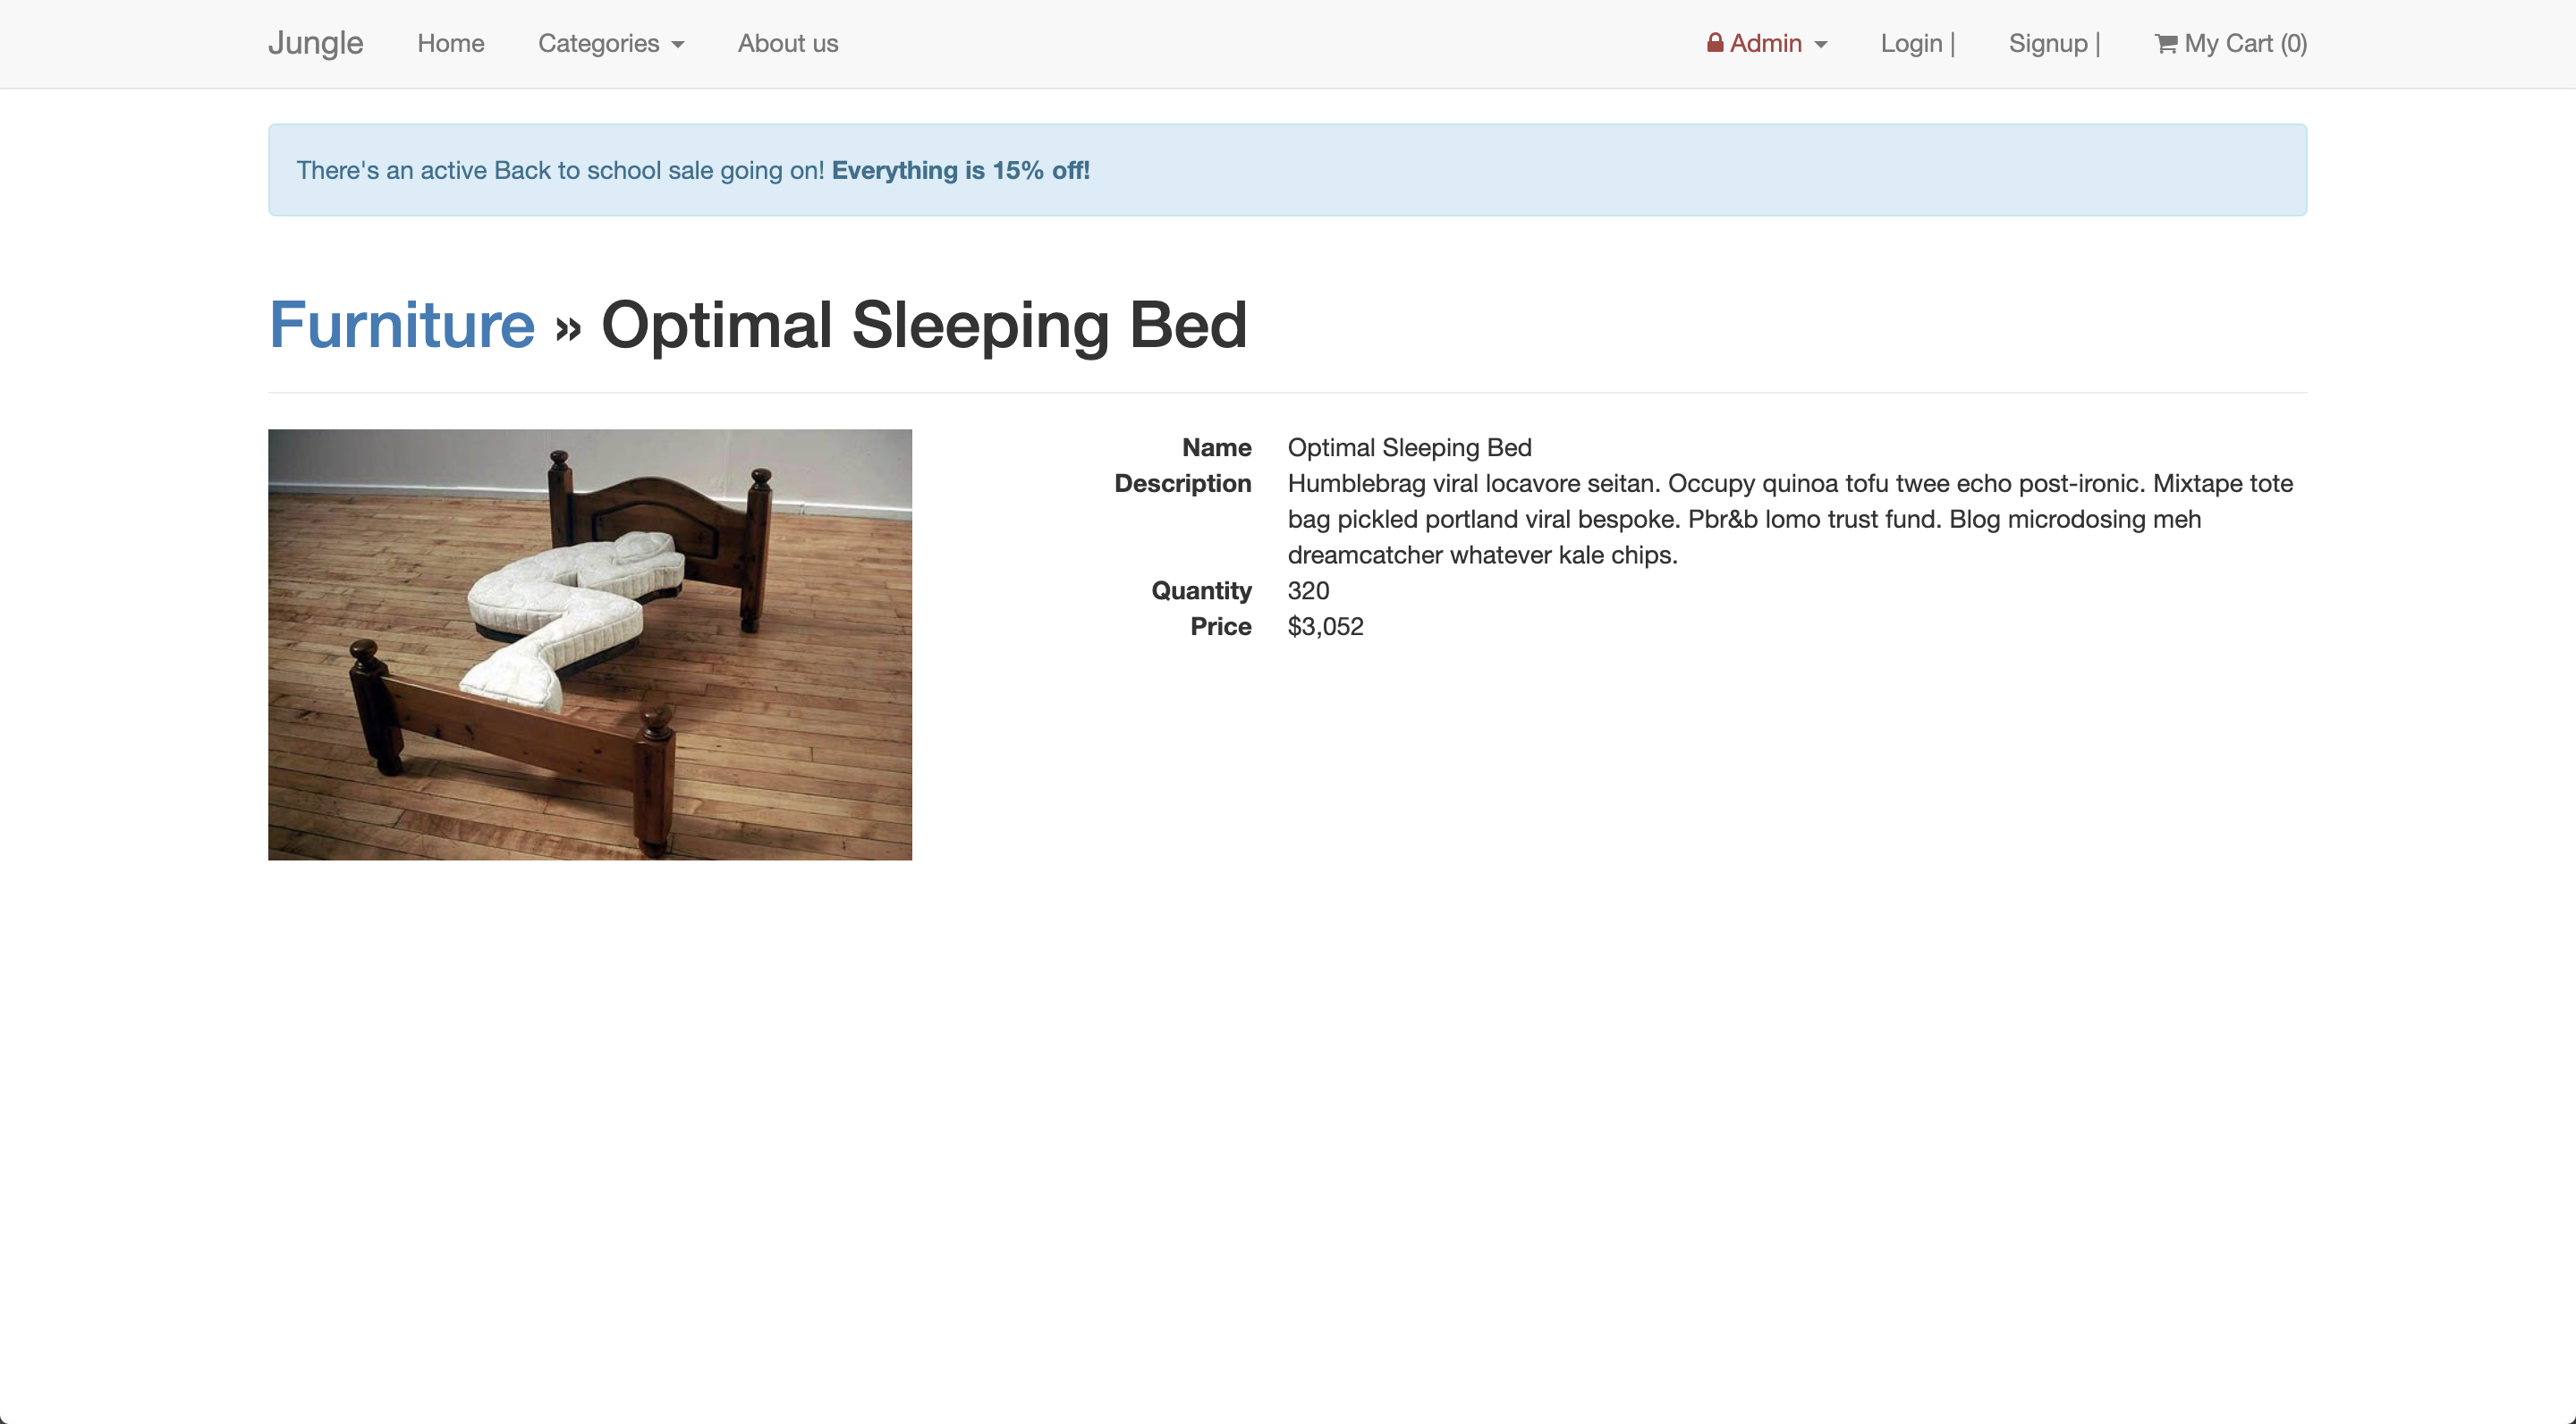 Jungle Home Categories About us Admin Login | Signup | My Cart (0)
There's an active Back to school sale going on! Everything is 15% off!
Furniture » Optimal Sleeping Bed
Name Optimal Sleeping Bed
Description Humblebrag viral locavore seitan. Occupy quinoa tofu twee echo post-ironic. Mixtape tote
bag pickled portland viral bespoke. Pbr&b lomo trust fund. Blog microdosing meh
dreamcatcher whatever kale chips.
Quantity 320
Price $3,052